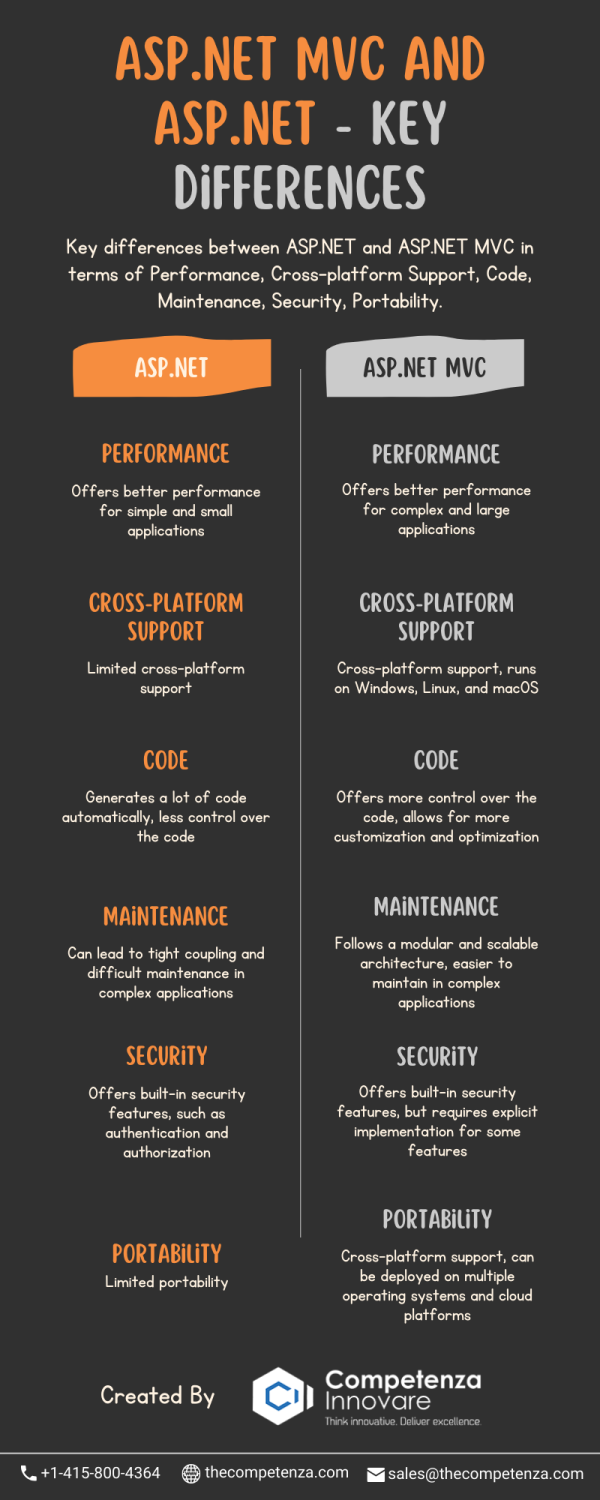 ASP.NET MVC AND
ASP.NET - KEY
DIFFERENCES
Key differences between ASP.NET and ASP.NET MVC in
terms of Performance, Cross-platform Support, Code,
Maintenance, Security, Portability.
ASP.NET
PERFORMANCE
Offers better performance
for simple and small
applications
CROSS-PLATFORM
SUPPORT
Limited cross-platform
support
CODE
Generates a lot of code
automatically, less control over
the code
MAINTENANCE
Can lead to tight coupling and
difficult maintenance in
complex applications
SECURITY
Offers built-in security
features, such as
authentication and
authorization
PORTABILITY
Limited portability
ASP.NET MVC
PERFORMANCE
Offers better performance
for complex and large
applications
CROSS-PLATFORM
SUPPORT
Cross-platform support, runs
on Windows, Linux, and macOS
CODE
Offers more control over the
code, allows for more
customization and optimization
MAINTENANCE
Follows a modular and scalable
architecture, easier to
maintain in complex
applications
SECURITY
Offers built-in security
features, but requires explicit
implementation for some
features
PORTABILITY
Cross-platform support, can
be deployed on multiple
operating systems and cloud
platforms
Created By
Competenza
Innovare
Think innovative. Deliver excellence.
+1-415-800-4364
thecompetenza.com
sales@thecompetenza.com